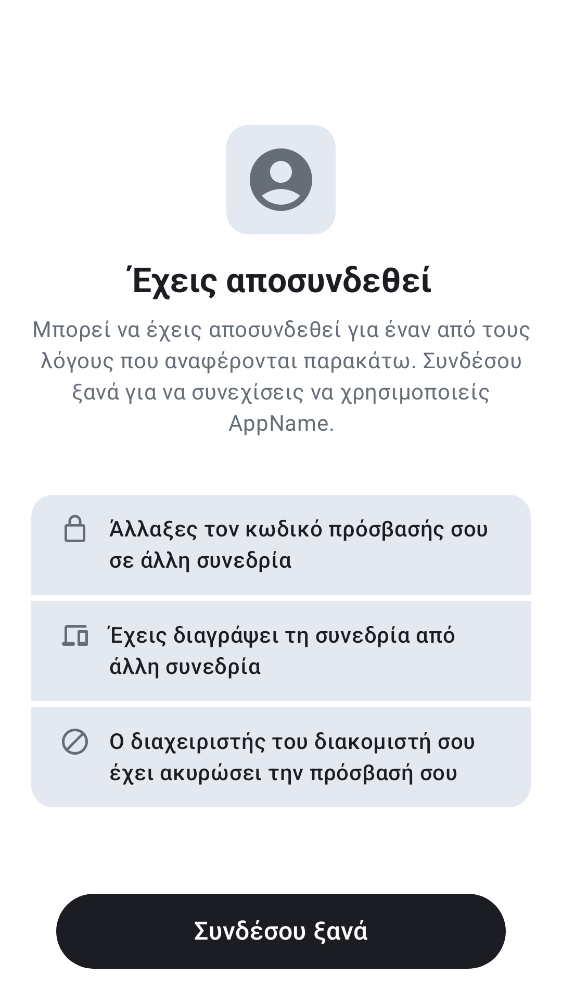 Έχεις αποσυνδεθεί
Μπορεί να έχεις αποσυνδεθεί για έναν από τους
λόγους που αναφέρονται παρακάτω. Συνδέσου
ξανά για να συνεχίσεις να χρησιμοποιείς
AppName.
Άλλαξες τον κωδικό πρόσβασής σου
σε άλλη συνεδρία
Έχεις διαγράψει τη συνεδρία από
άλλη συνεδρία
Ο διαχειριστής του διακομιστή σου
έχει ακυρώσει την πρόσβασή σου
Συνδέσου ξανά